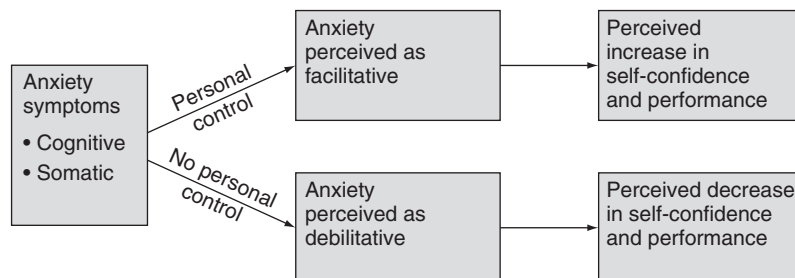 Anxiety
symptoms
• Cognitive
• Somatic
Personal
control
No personal
control
Anxiety
perceived as
facilitative
Perceived
increase in
self-confidence
and performance
Anxiety
perceived as
debilitative
Perceived decrease
in self-confidence
and performance